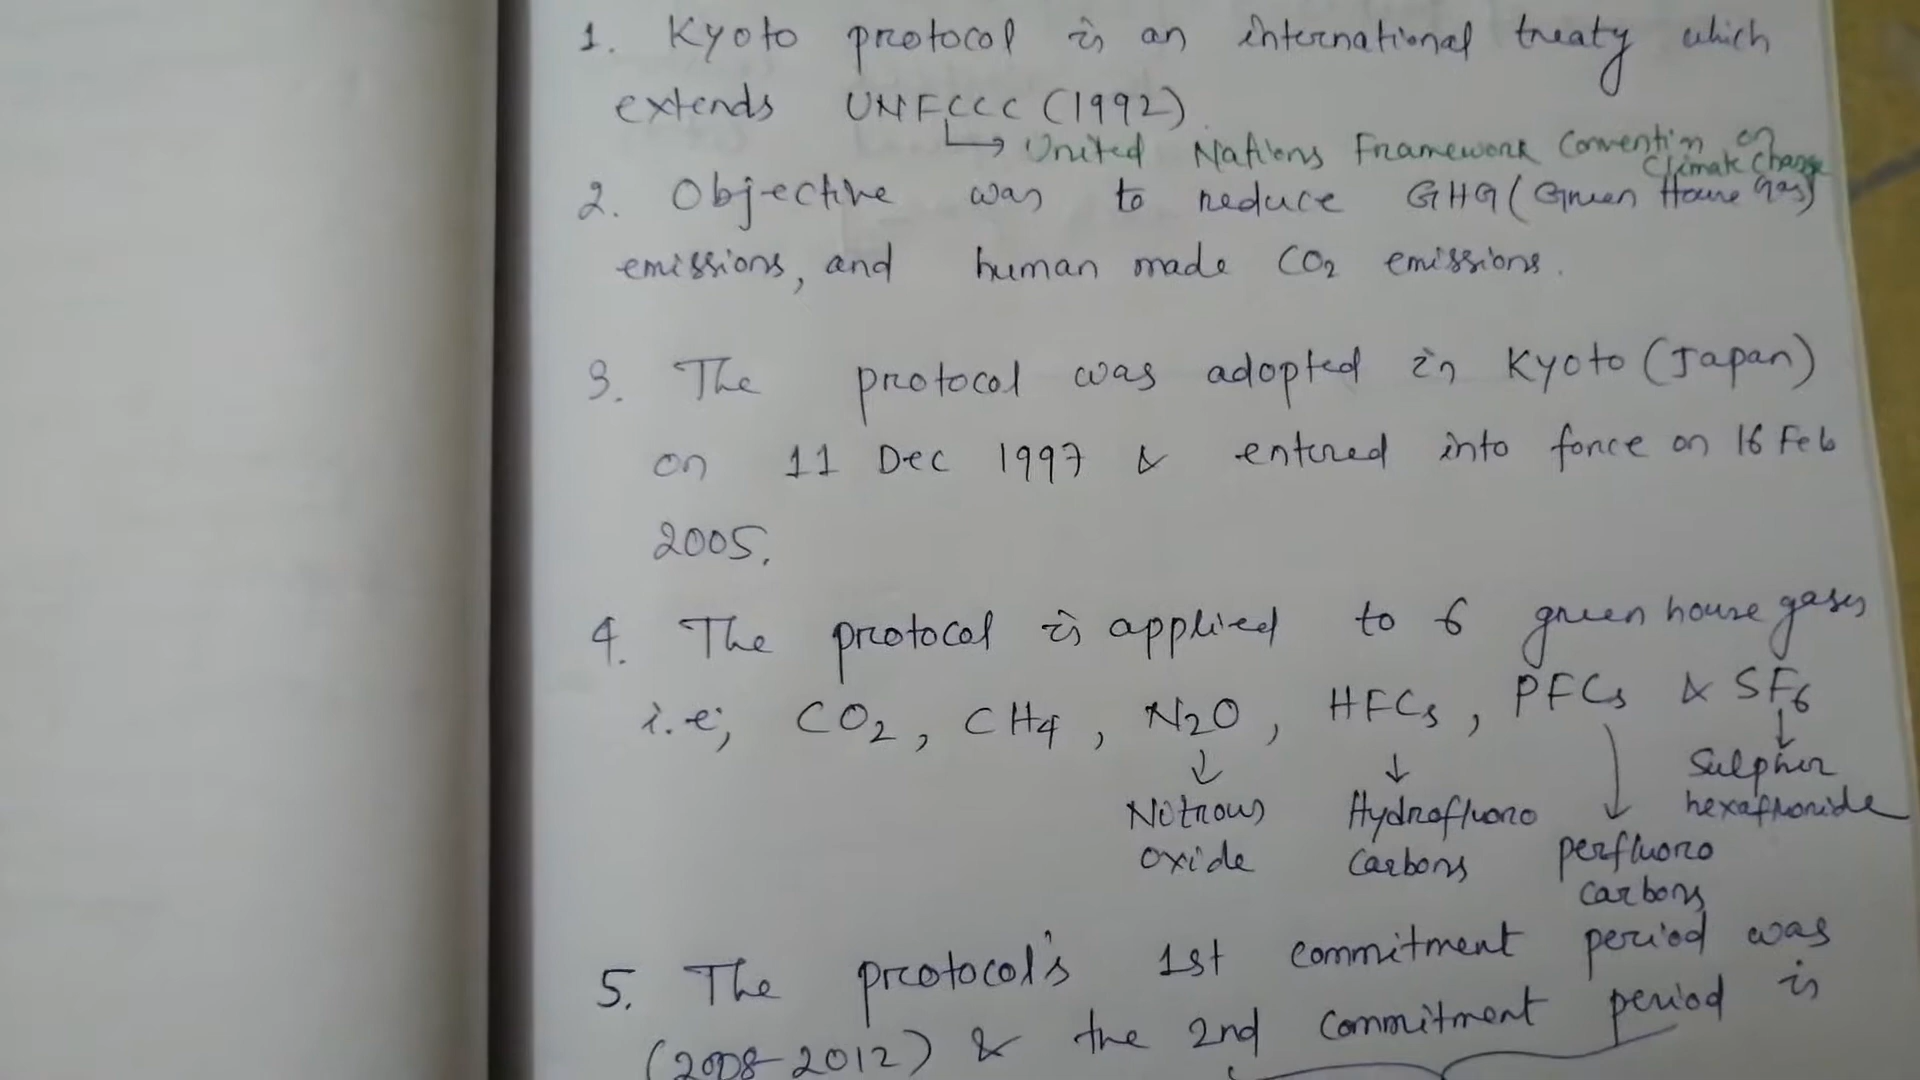 1. Kyoto protocol is an international treaty which
extends UNFCCC (1992)
↳ United Nations Framework Convention on
Climate Change
2. Objective was to reduce GHG (Green House Gas)
emissions, and human made CO2 emissions.
3. The protocol was adopted in Kyoto (Japan)
on 11 Dec 1997 & entered into force on 16 Feb
2005.
4. The protocol is applied to 6 green house gases
i.e; CO2, CH4, N2O, HFCs, PFCs & SF6
Nitrous
oxide
Hydrofluoro
carbons
perfluoro
carbons
Sulpher
hexafluoride
5. The protocol's 1st commitment period was
(2008-2012) & the 2nd commitment period is